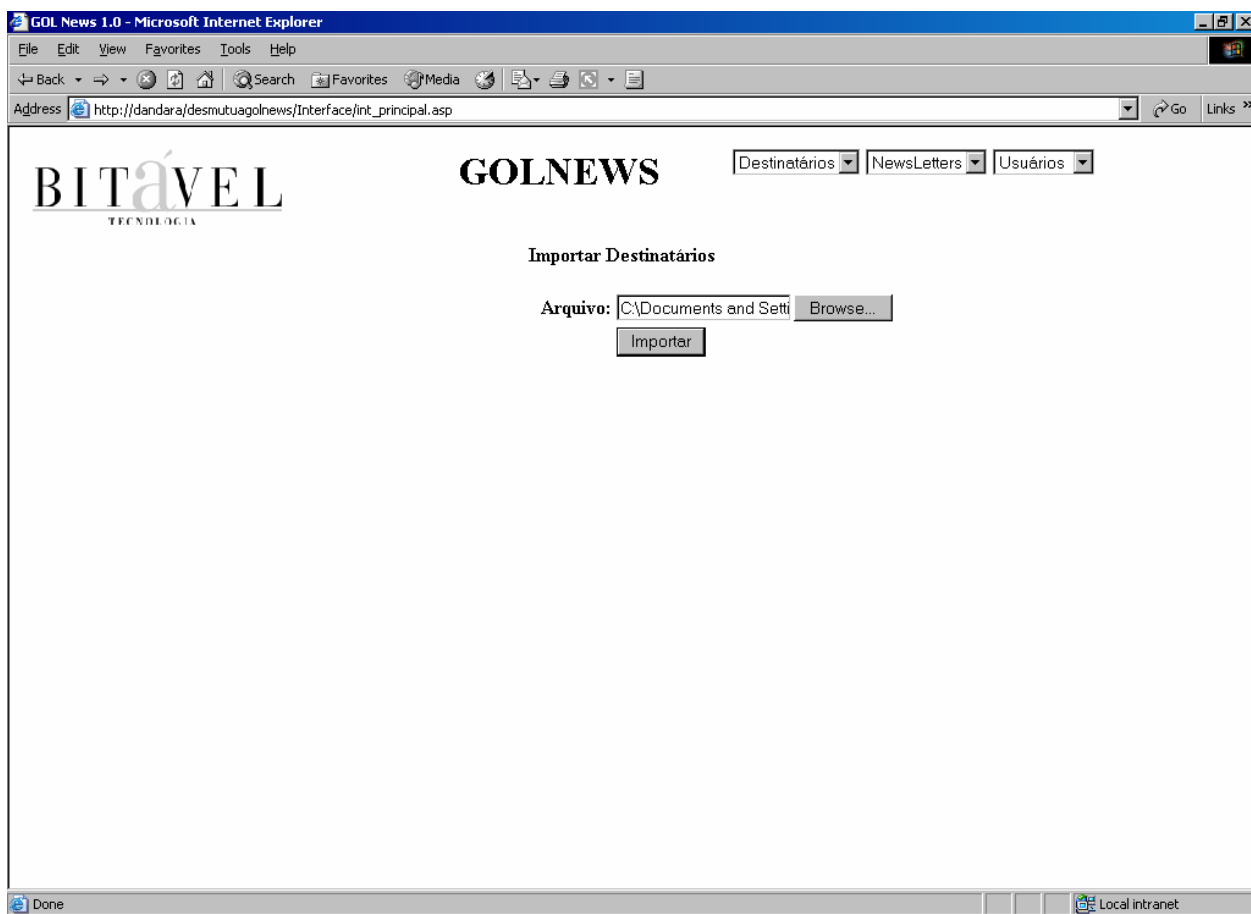 GOL News 1.0 - Microsoft Internet Explorer
File Edit View Favorites Tools Help
Back Search Favorites Media
Address http://dandara/desmutuagolnews/Interface/int_principal.asp Go Links »
BITáVEL
TECNOLOGIA
GOLNEWS Destinatários NewsLetters Usuários
Importar Destinatários
Arquivo: C:\Documents and Setti Browse...
Importar
Done Local intranet